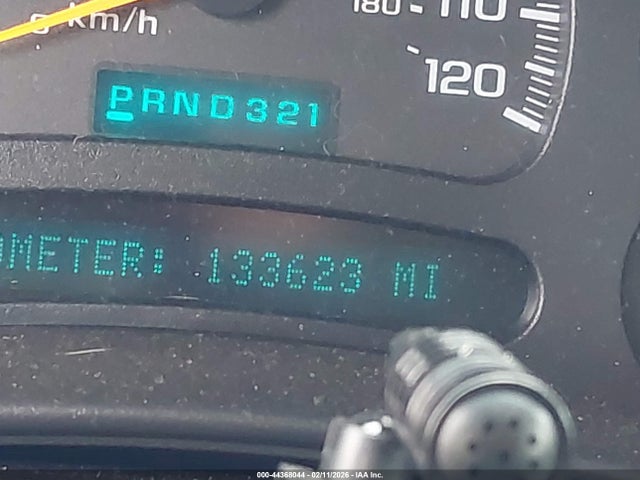 180 110
km/h
120
PRND321
OMETER: 133623 MI
000-44368044 - 02/11/2026 - IAA Inc.